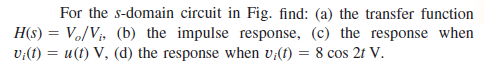 For the s-domain circuit in Fig. find: (a) the transfer function
H(s) = Vₒ/Vᵢ, (b) the impulse response, (c) the response when
vᵢ(t) = u(t) V, (d) the response when vᵢ(t) = 8 cos 2t V.